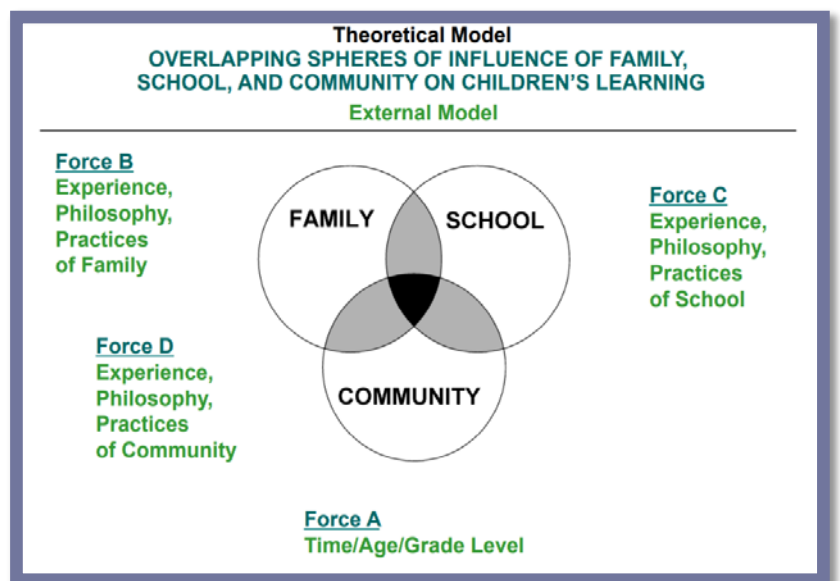 Theoretical Model
OVERLAPPING SPHERES OF INFLUENCE OF FAMILY,
SCHOOL, AND COMMUNITY ON CHILDREN'S LEARNING
External Model
Force B
Experience,
Philosophy,
Practices
of Family
FAMILY
SCHOOL
Force C
Experience,
Philosophy,
Practices
of School
Force D
Experience,
Philosophy,
Practices
of Community
COMMUNITY
Force A
Time/Age/Grade Level